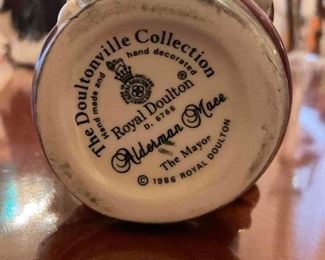 The Doultonville Collection
hand made and hand decorated
Royal Doulton®
D. 6766
Alderman Mace
The Mayor
© 1986 ROYAL DOULTON